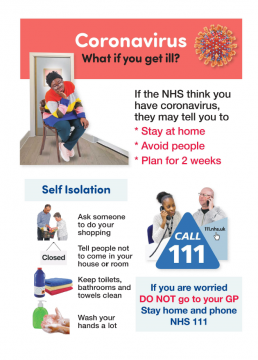 Coronavirus
What if you get ill?
If the NHS think you
have coronavirus,
they may tell you to
* Stay at home
* Avoid people
* Plan for 2 weeks
Self Isolation
Ask someone
to do your
shopping
Closed
Tell people not
to come in your
house or room
Keep toilets,
bathrooms and
towels clean
Wash your
hands a lot
111.nhs.uk
CALL
111
If you are worried
DO NOT go to your GP
Stay home and phone
NHS 111